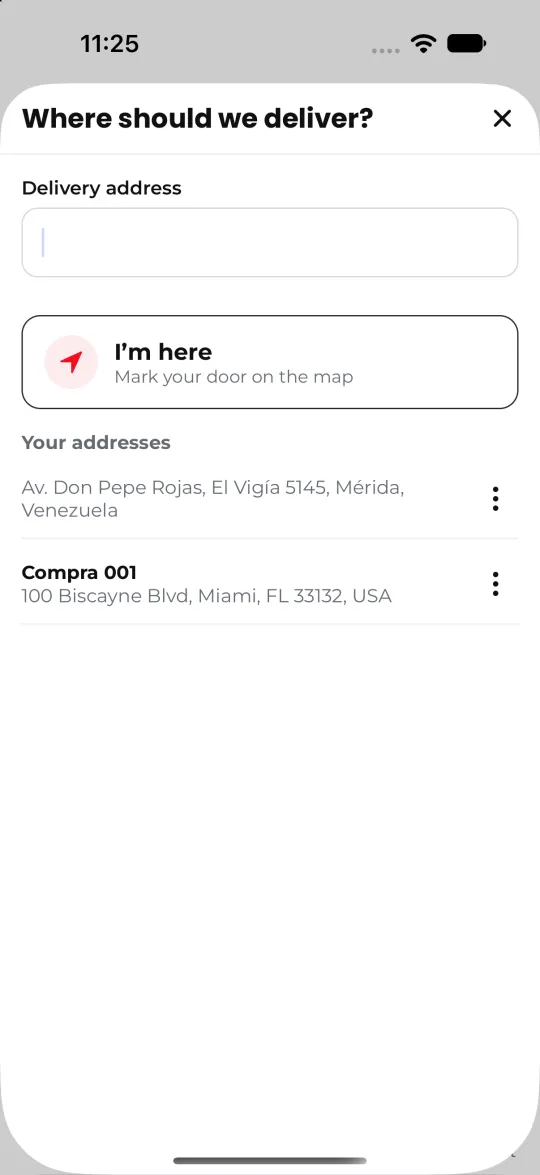 11:25
Where should we deliver?
Delivery address
I’m here
Mark your door on the map
Your addresses
Av. Don Pepe Rojas, El Vigía 5145, Mérida,
Venezuela
Compra 001
100 Biscayne Blvd, Miami, FL 33132, USA